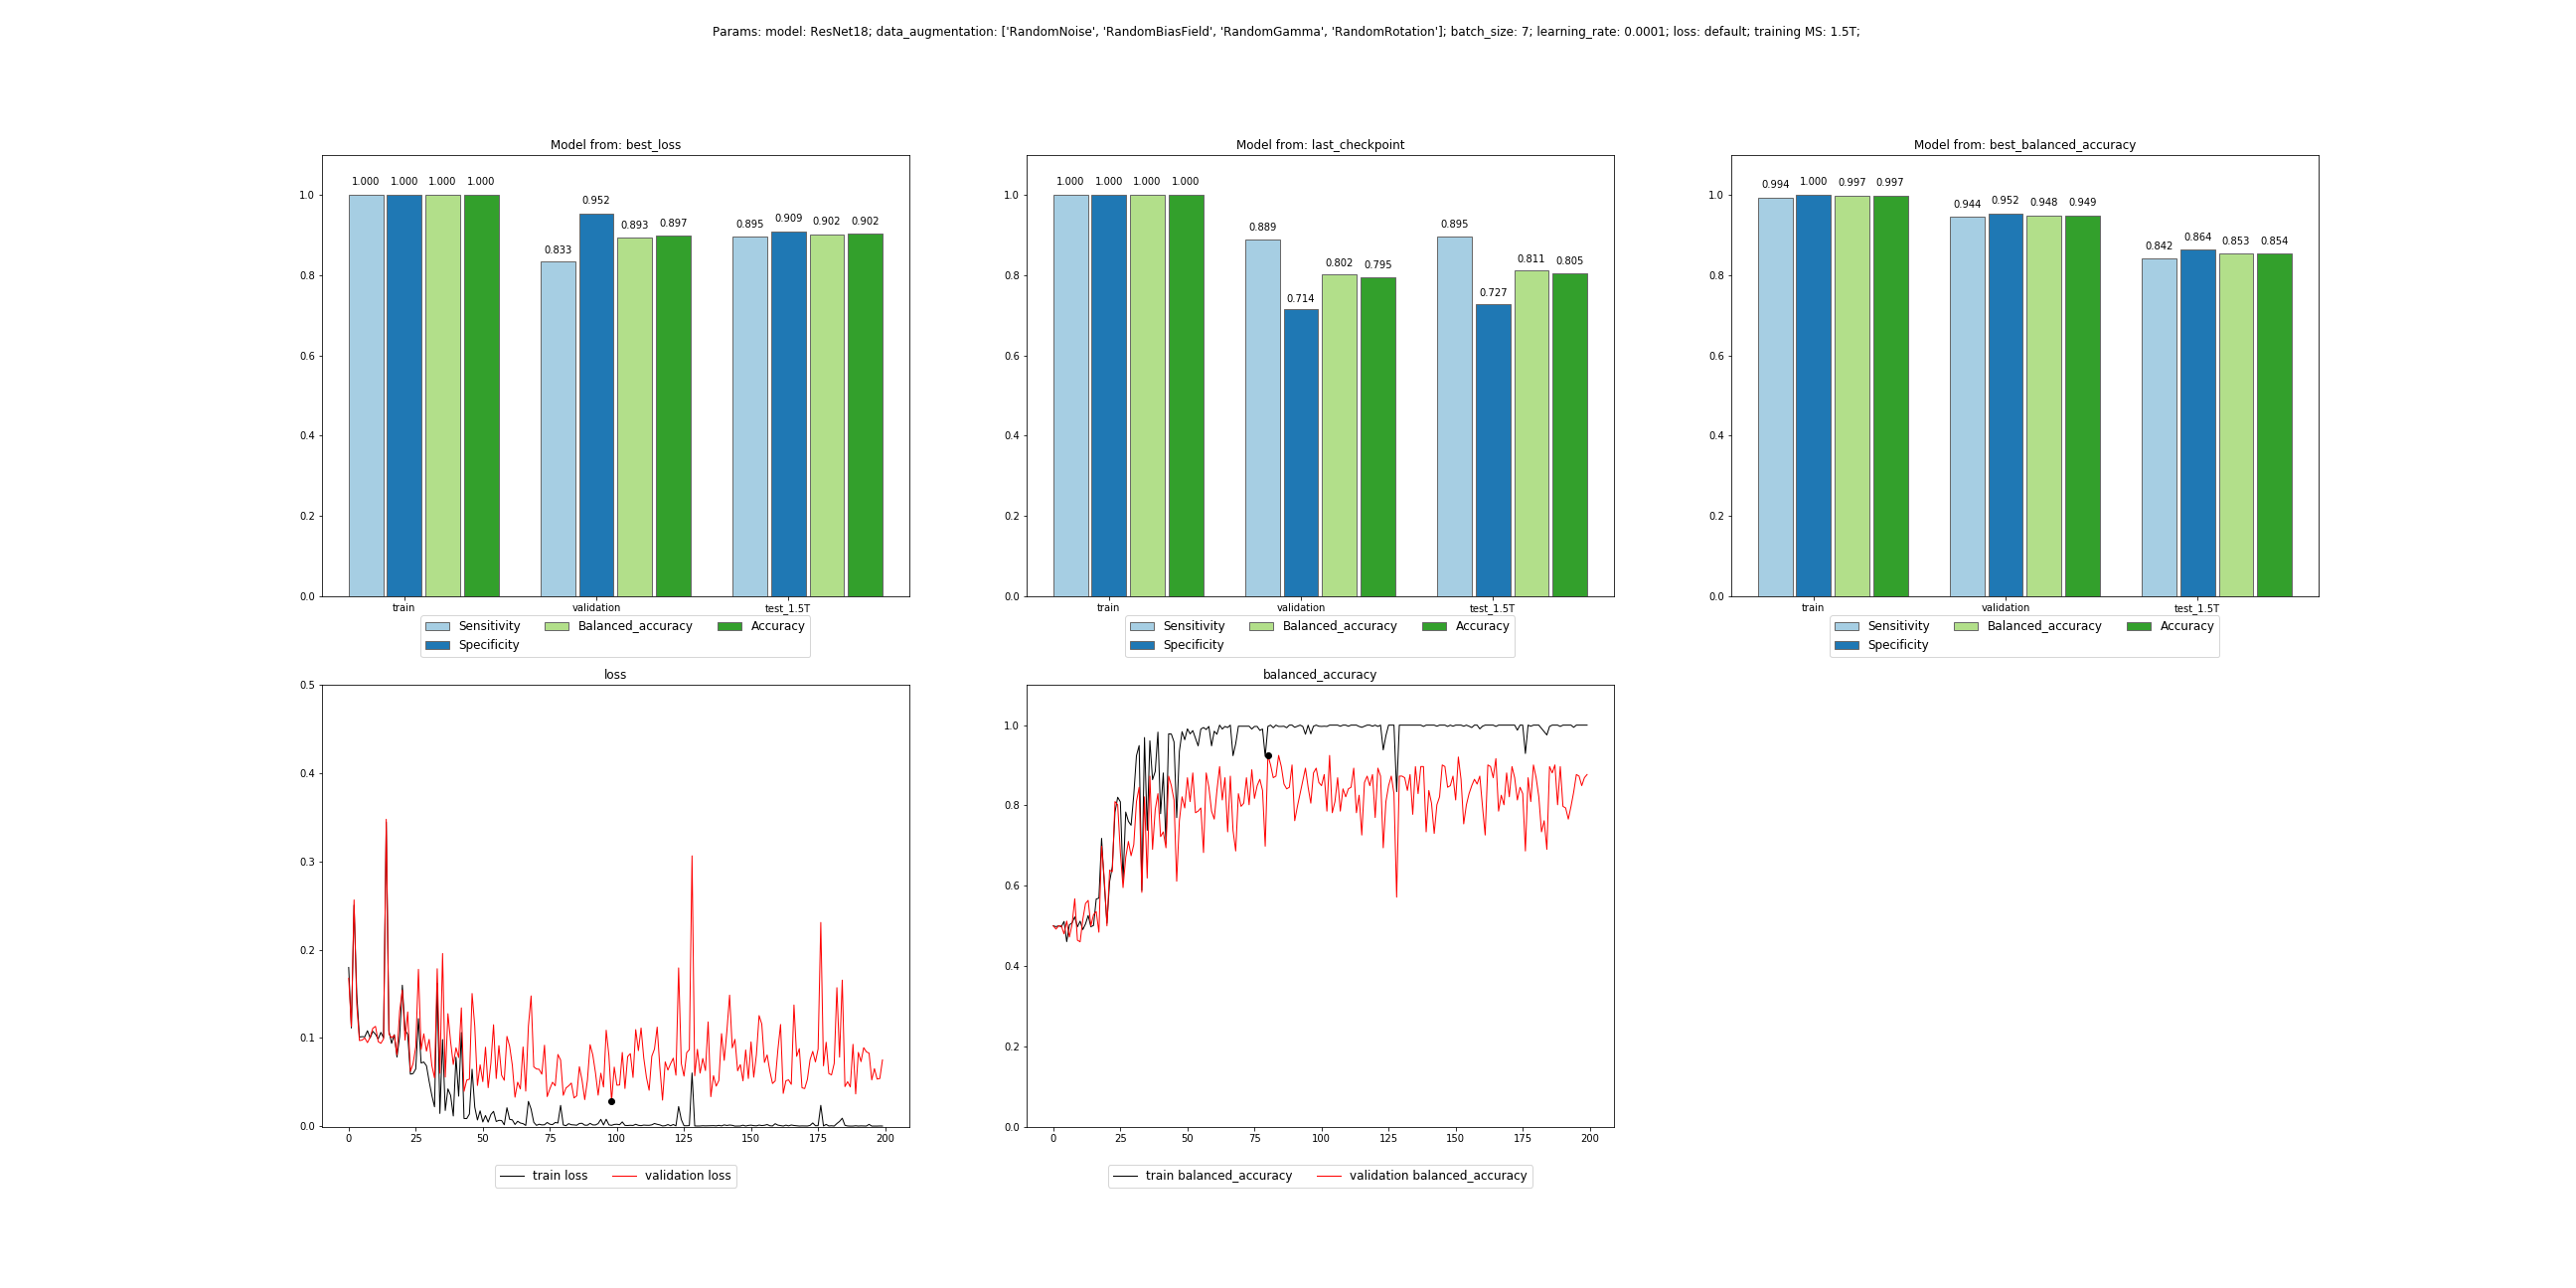 Params: model: ResNet18; data_augmentation: ['RandomNoise', 'RandomBiasField', 'RandomGamma', 'RandomRotation']; batch_size: 7; learning_rate: 0.0001; loss: default; training MS: 1.5T;
Model from: best_loss
1.000 1.000 1.000 1.000
0.833 0.952 0.893 0.897
0.895 0.909 0.902 0.902
1.0
0.8
0.6
0.4
0.2
0.0
train validation test_1.5T
Sensitivity Balanced_accuracy Accuracy
Specificity
Model from: last_checkpoint
1.000 1.000 1.000 1.000
0.889 0.714 0.802 0.795
0.895 0.727 0.811 0.805
1.0
0.8
0.6
0.4
0.2
0.0
train validation test_1.5T
Sensitivity Balanced_accuracy Accuracy
Specificity
Model from: best_balanced_accuracy
0.994 1.000 0.997 0.997
0.944 0.952 0.948 0.949
0.842 0.864 0.853 0.854
1.0
0.8
0.6
0.4
0.2
0.0
train validation test_1.5T
Sensitivity Balanced_accuracy Accuracy
Specificity
loss
0.5
0.4
0.3
0.2
0.1
0.0
0 25 50 75 100 125 150 175 200
train loss validation loss
balanced_accuracy
1.0
0.8
0.6
0.4
0.2
0.0
0 25 50 75 100 125 150 175 200
train balanced_accuracy validation balanced_accuracy